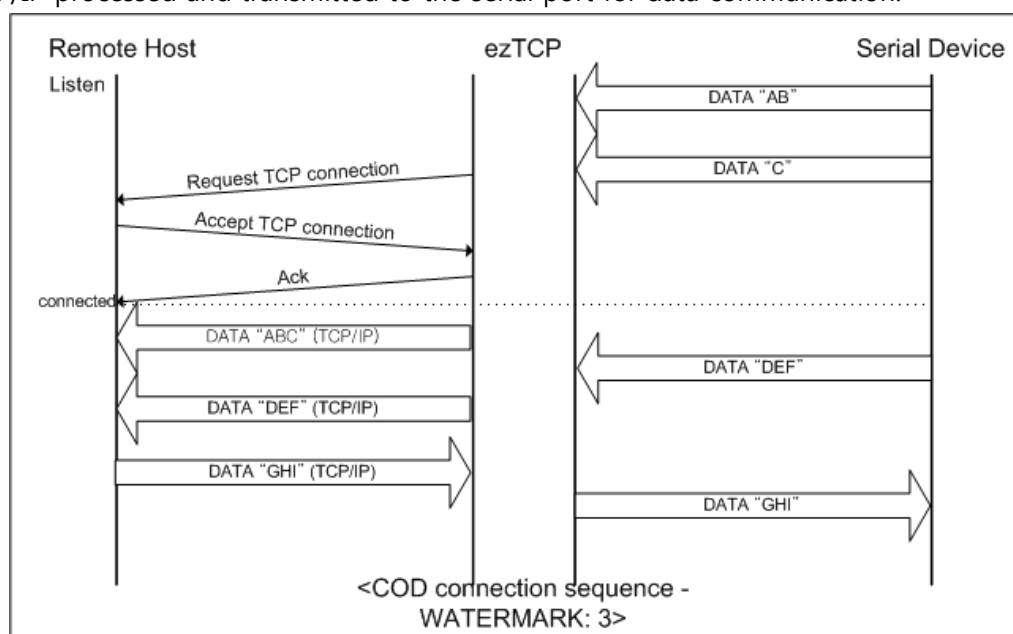 /IP processed and transmitted to the serial port for data communication.
Remote Host ezTCP Serial Device
Listen
DATA "AB"
DATA "C"
Request TCP connection
Accept TCP connection
Ack
connected
DATA "ABC" (TCP/IP)
DATA "DEF"
DATA "DEF" (TCP/IP)
DATA "GHI" (TCP/IP)
DATA "GHI"
<COD connection sequence -
WATERMARK: 3>